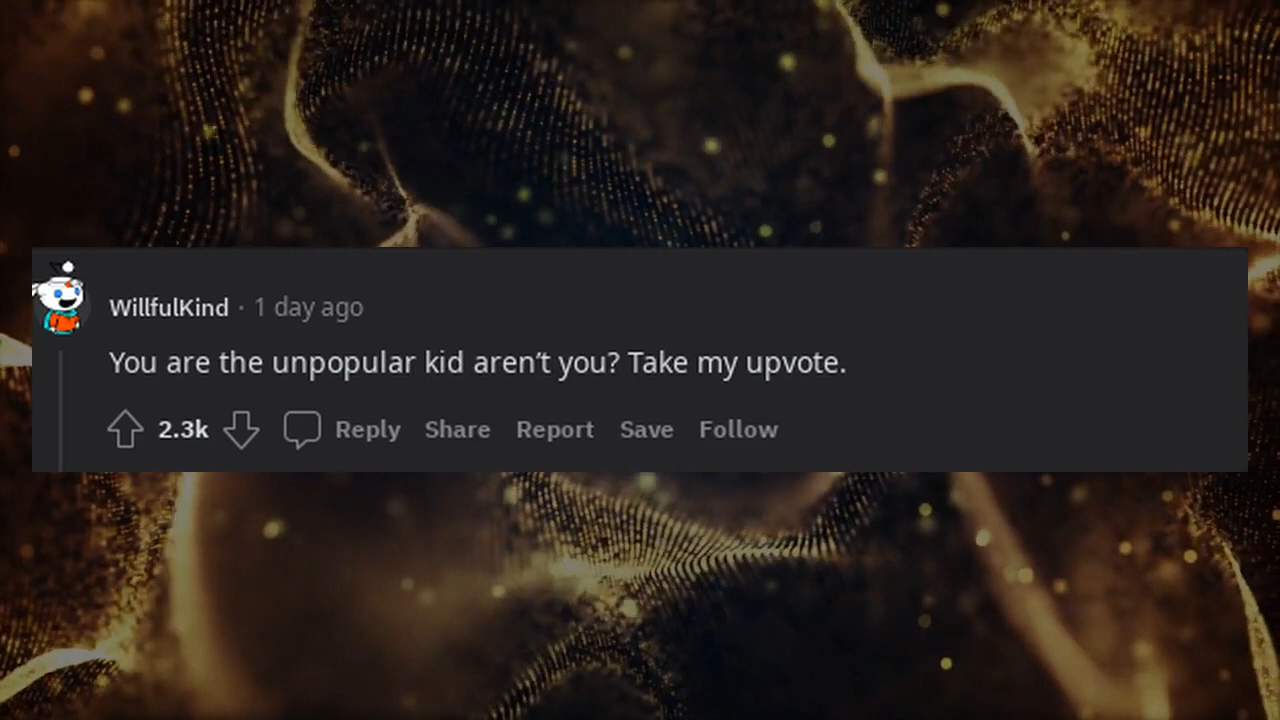 WillfulKind · 1 day ago
You are the unpopular kid aren’t you? Take my upvote.
2.3k Reply Share Report Save Follow